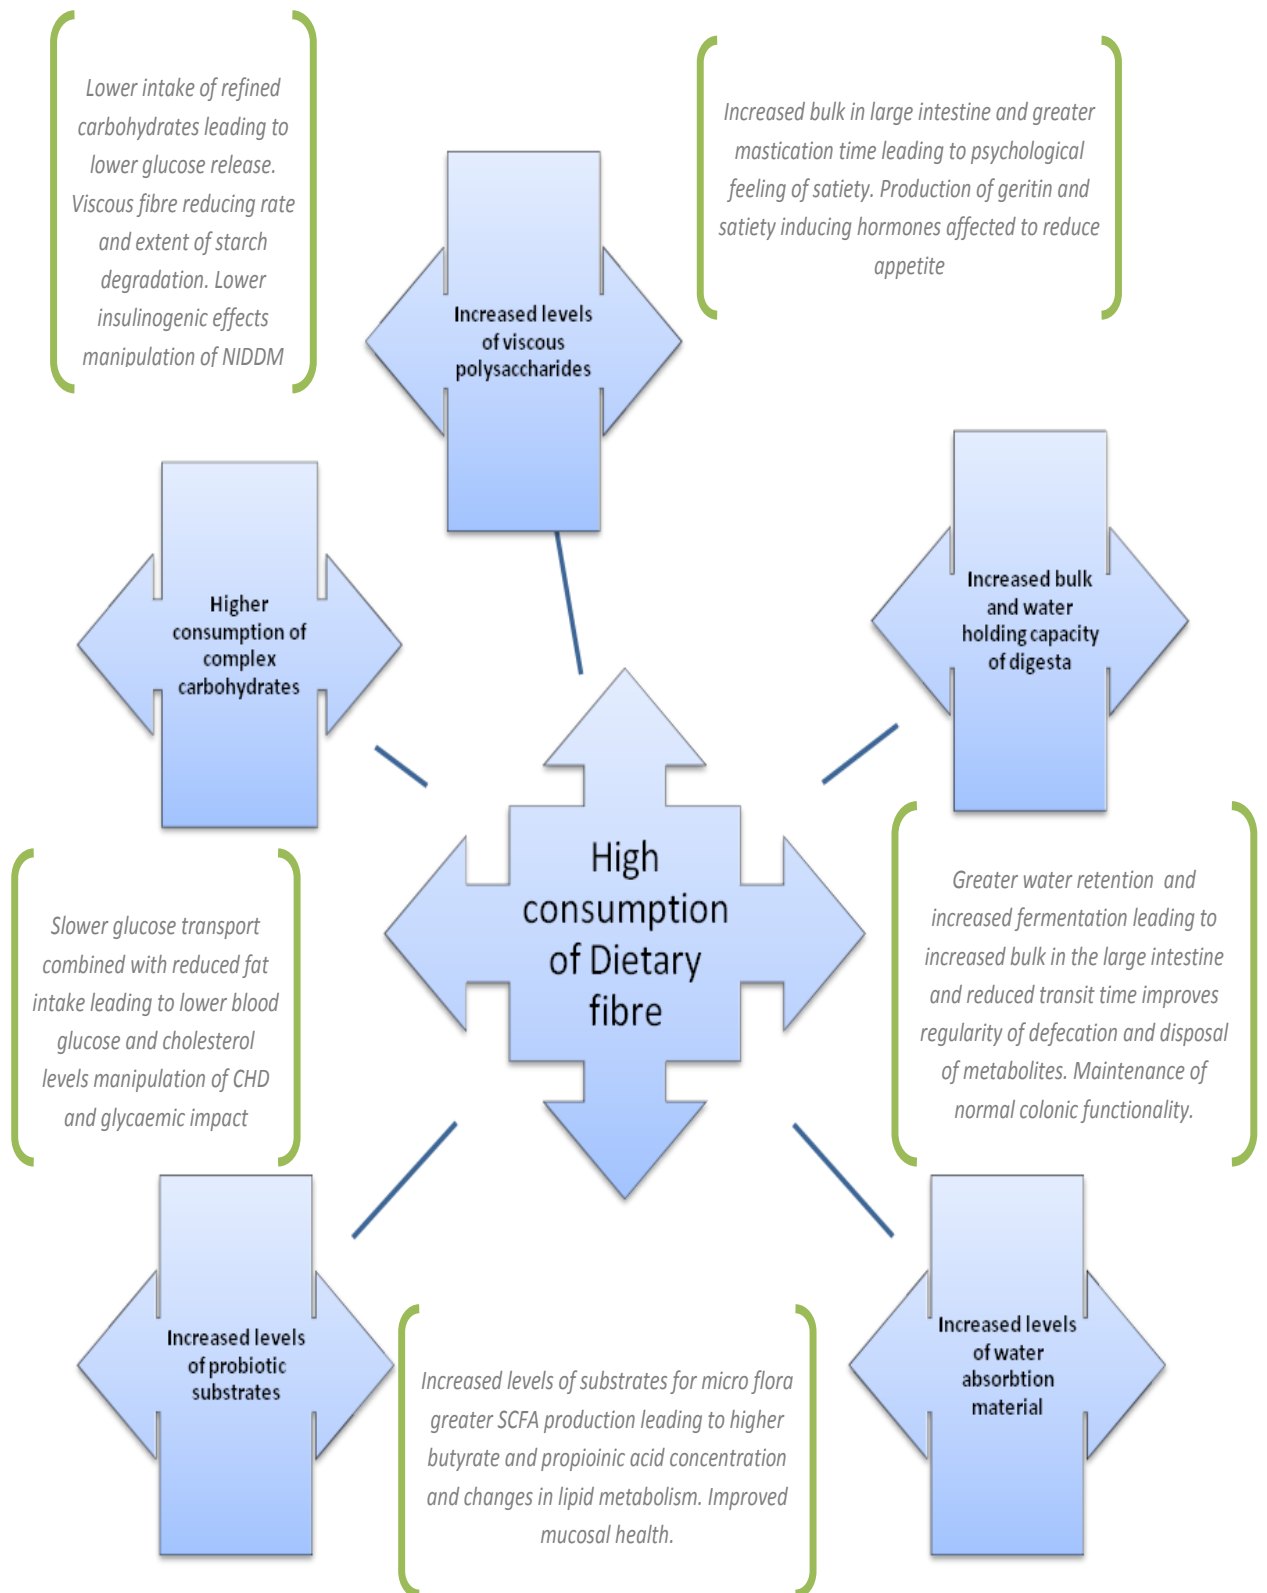 Lower intake of refined
carbohydrates leading to
lower glucose release.
Viscous fibre reducing rate
and extent of starch
degradation. Lower
insulinogenic effects
manipulation of NIDDM
Increased bulk in large intestine and greater
mastication time leading to psychological
feeling of satiety. Production of geritin and
satiety inducing hormones affected to reduce
appetite
Increased levels
of viscous
polysaccharides
Higher
consumption of
complex
carbohydrates
Increased bulk
and water
holding capacity
of digesta
High
consumption
of Dietary
fibre
Slower glucose transport
combined with reduced fat
intake leading to lower blood
glucose and cholesterol
levels manipulation of CHD
and glycaemic impact
Greater water retention and
increased fermentation leading to
increased bulk in the large intestine
and reduced transit time improves
regularity of defecation and disposal
of metabolites. Maintenance of
normal colonic functionality.
Increased levels
of probiotic
substrates
Increased levels of substrates for micro flora
greater SCFA production leading to higher
butyrate and propioinic acid concentration
and changes in lipid metabolism. Improved
mucosal health.
Increased levels
of water
absorbtion
material